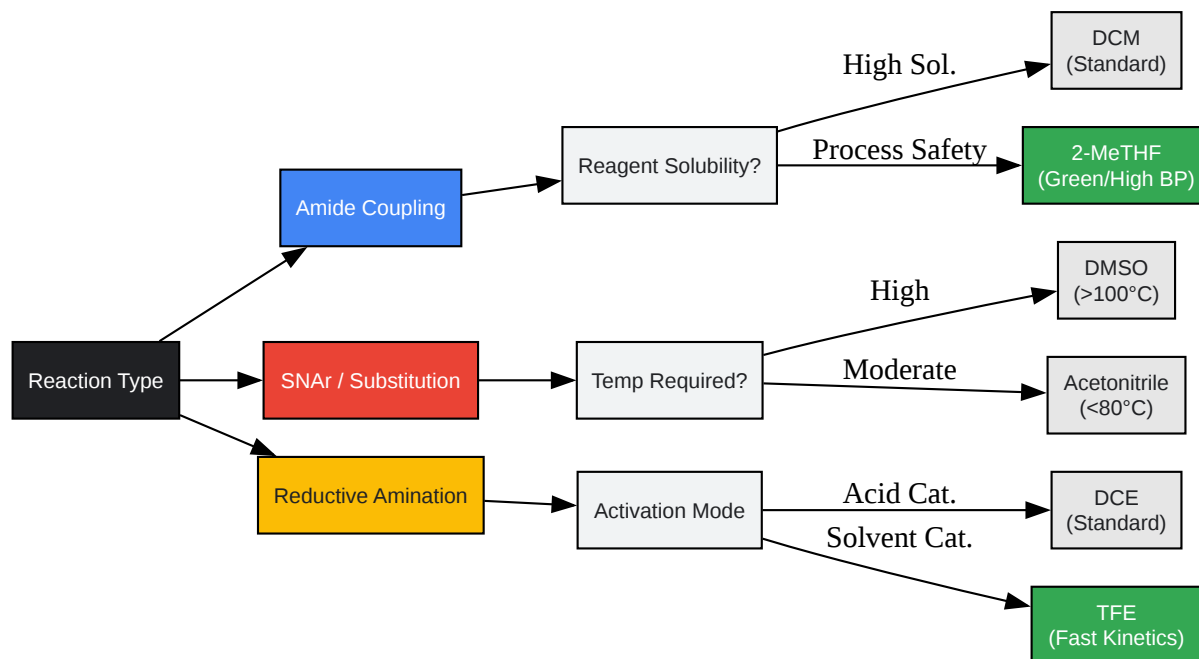 Reaction Type
Amide Coupling
SNAr / Substitution
Reductive Amination
Reagent Solubility?
Temp Required?
Activation Mode
High Sol.
Process Safety
High
Moderate
Acid Cat.
Solvent Cat.
DCM
(Standard)
2-MeTHF
(Green/High BP)
DMSO
(>100°C)
Acetonitrile
(<80°C)
DCE
(Standard)
TFE
(Fast Kinetics)